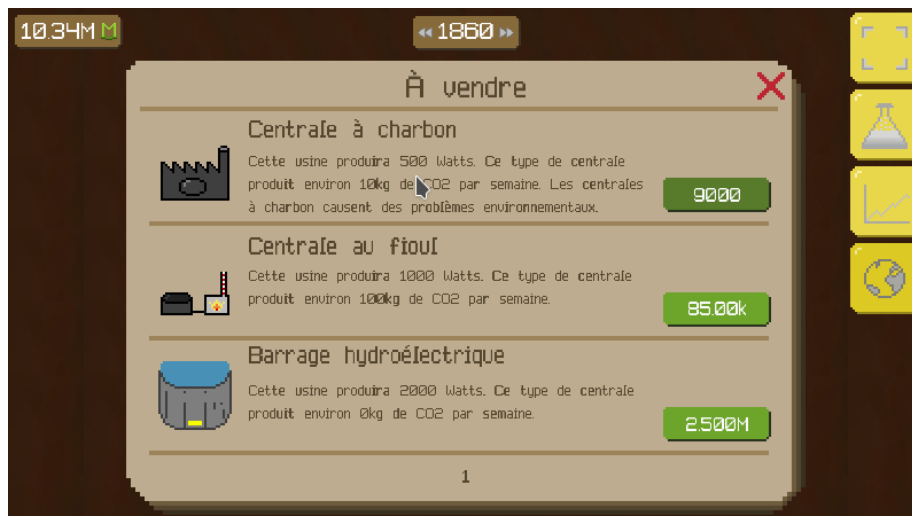 10.34M M
1860
À vendre
Centrale à charbon
Cette usine produira 500 Watts. Ce type de centrale
produit environ 10kg de CO2 par semaine. Les centrales
à charbon causent des problèmes environnementaux.
9000
Centrale au fioul
Cette usine produira 1000 Watts. Ce type de centrale
produit environ 100kg de CO2 par semaine.
85.00k
Barrage hydroélectrique
Cette usine produira 2000 Watts. Ce type de centrale
produit environ 0kg de CO2 par semaine.
2.500M
1